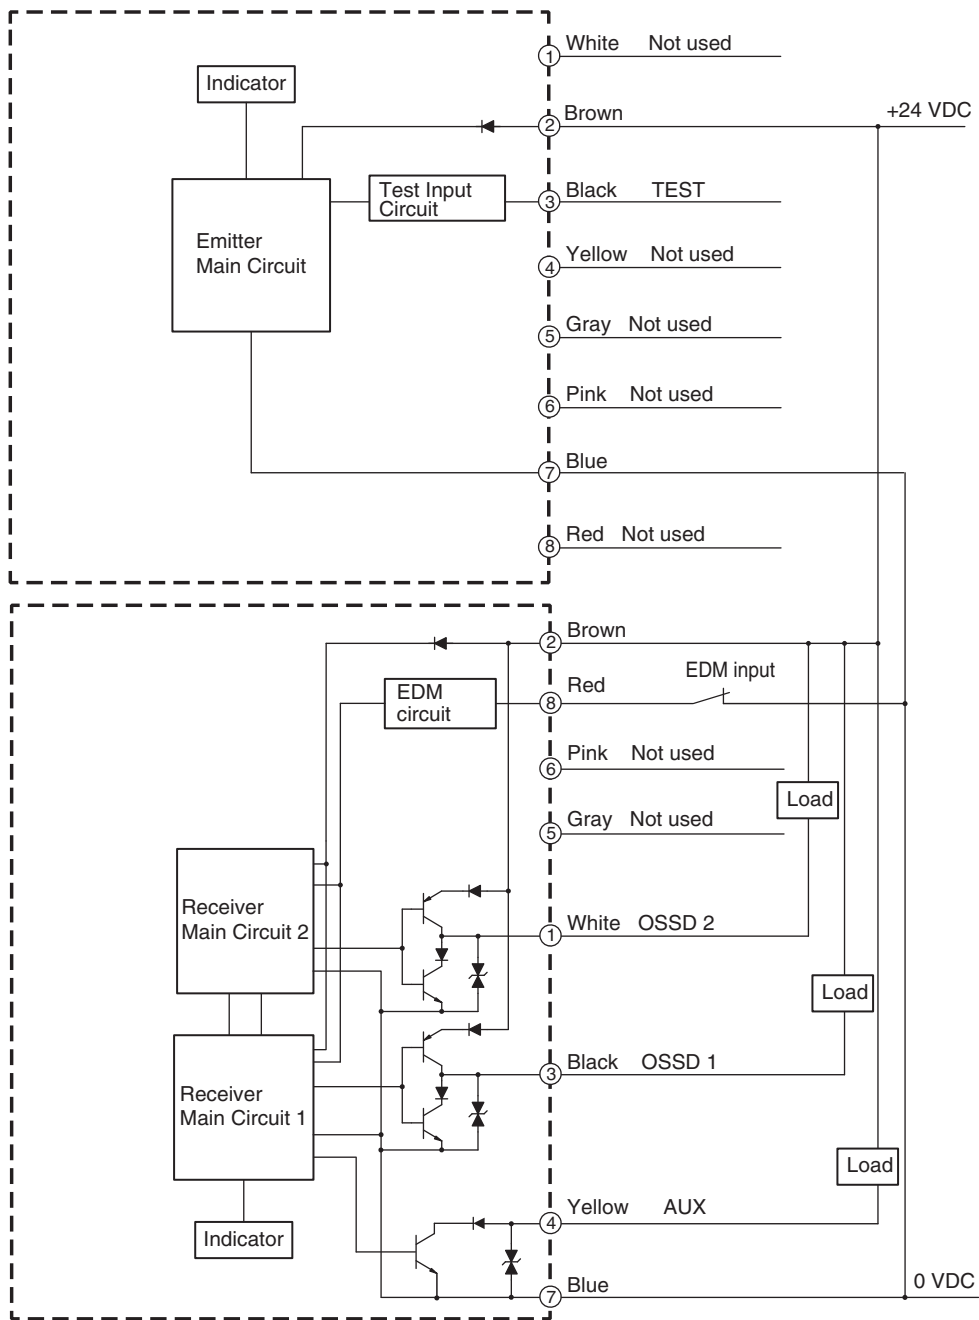 1 White Not used
Indicator
+24 VDC
2 Brown
Test Input
Circuit
3 Black TEST
Emitter
Main Circuit
4 Yellow Not used
5 Gray Not used
6 Pink Not used
7 Blue
8 Red Not used
2 Brown
EDM input
EDM
circuit
8 Red
6 Pink Not used
Load
5 Gray Not used
Receiver
Main Circuit 2
1 White OSSD 2
Load
3 Black OSSD 1
Receiver
Main Circuit 1
Load
4 Yellow AUX
Indicator
7 Blue
0 VDC